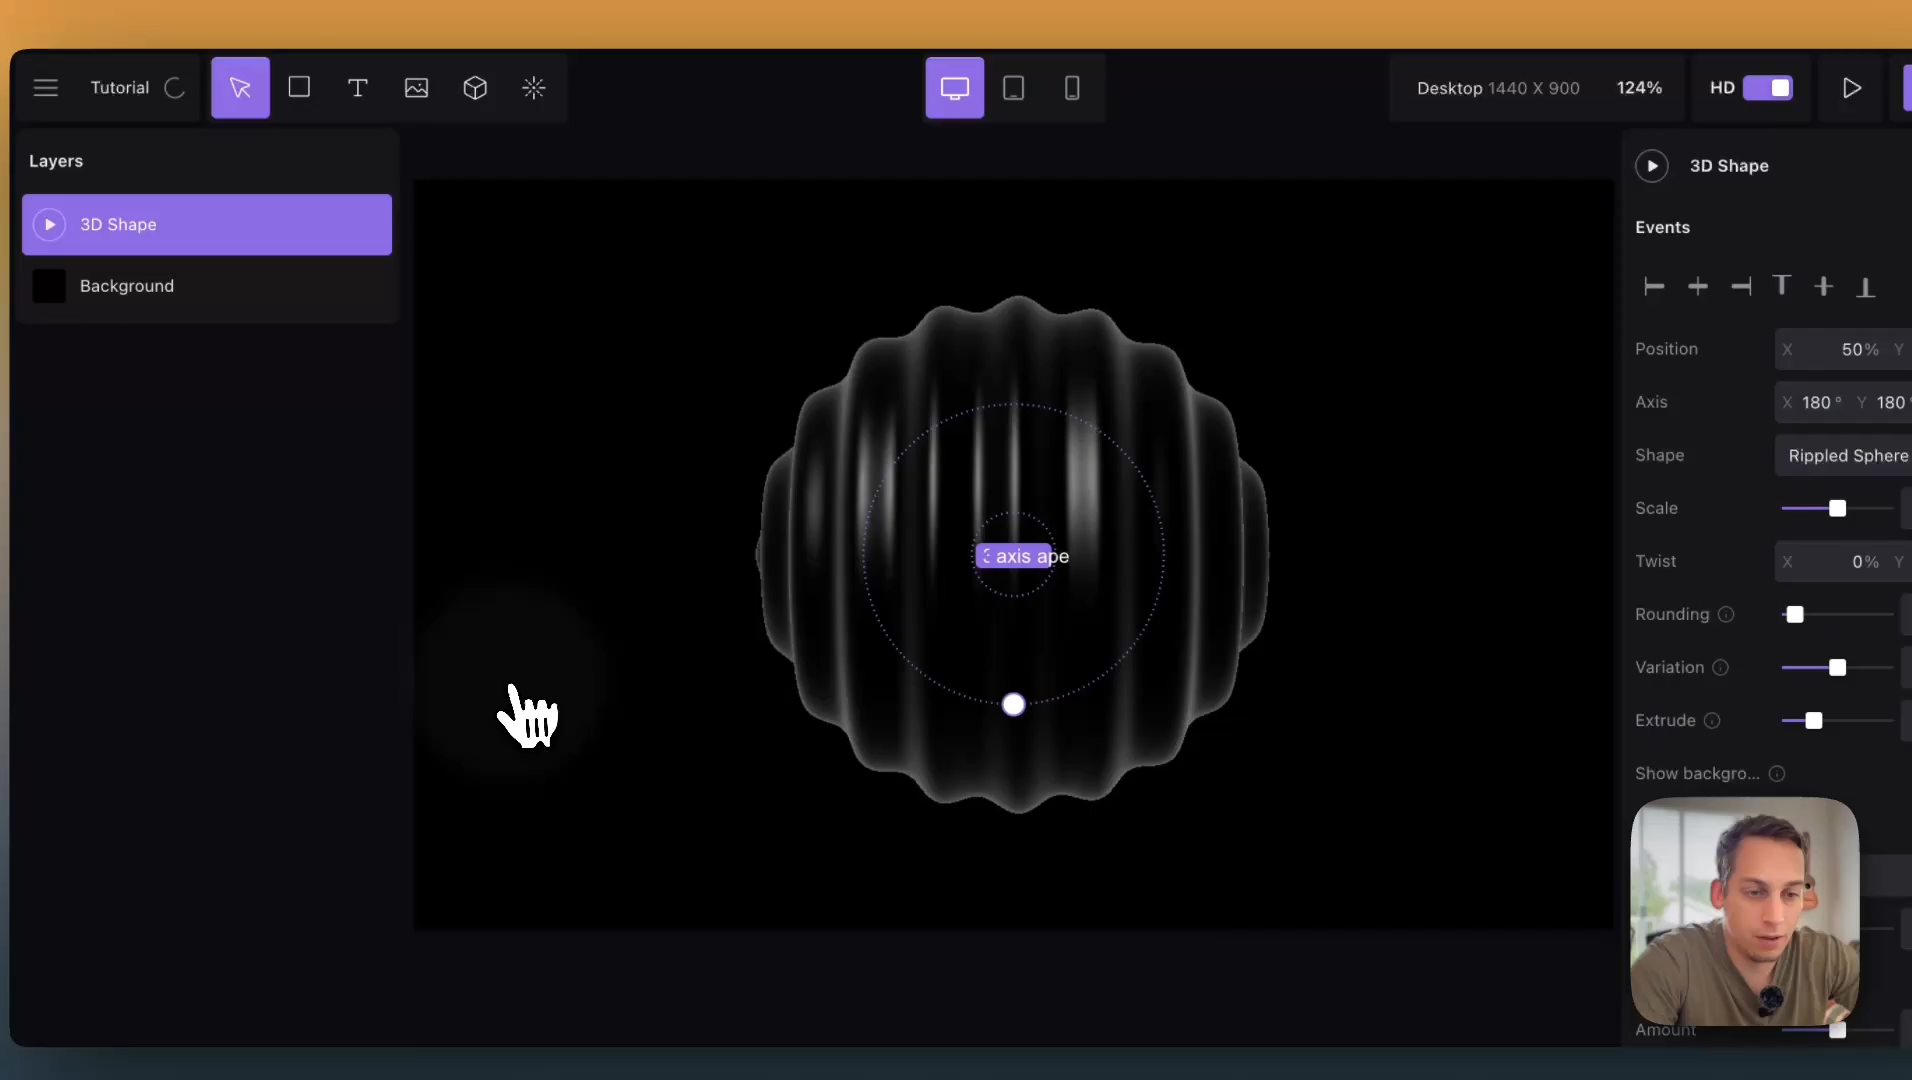 Tutorial
Desktop 1440 X 900
124%
HD
Layers
3D Shape
Background
axis ape
3D Shape
Events
Position
X 50% Y
Axis
X 180° Y 180°
Shape
Rippled Sphere
Scale
Twist
X 0% Y
Rounding
Variation
Extrude
Show backgro...
Amount